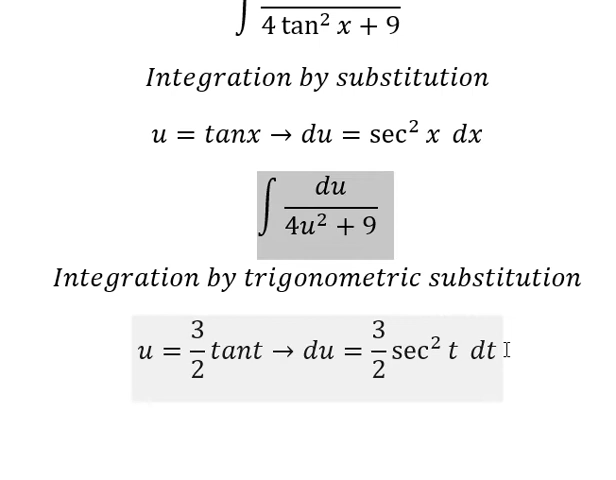 ∫ 4 tan² x + 9
Integration by substitution
u = tanx → du = sec² x dx
∫ du / 4u² + 9
Integration by trigonometric substitution
u = 3/2 tant → du = 3/2 sec² t dt